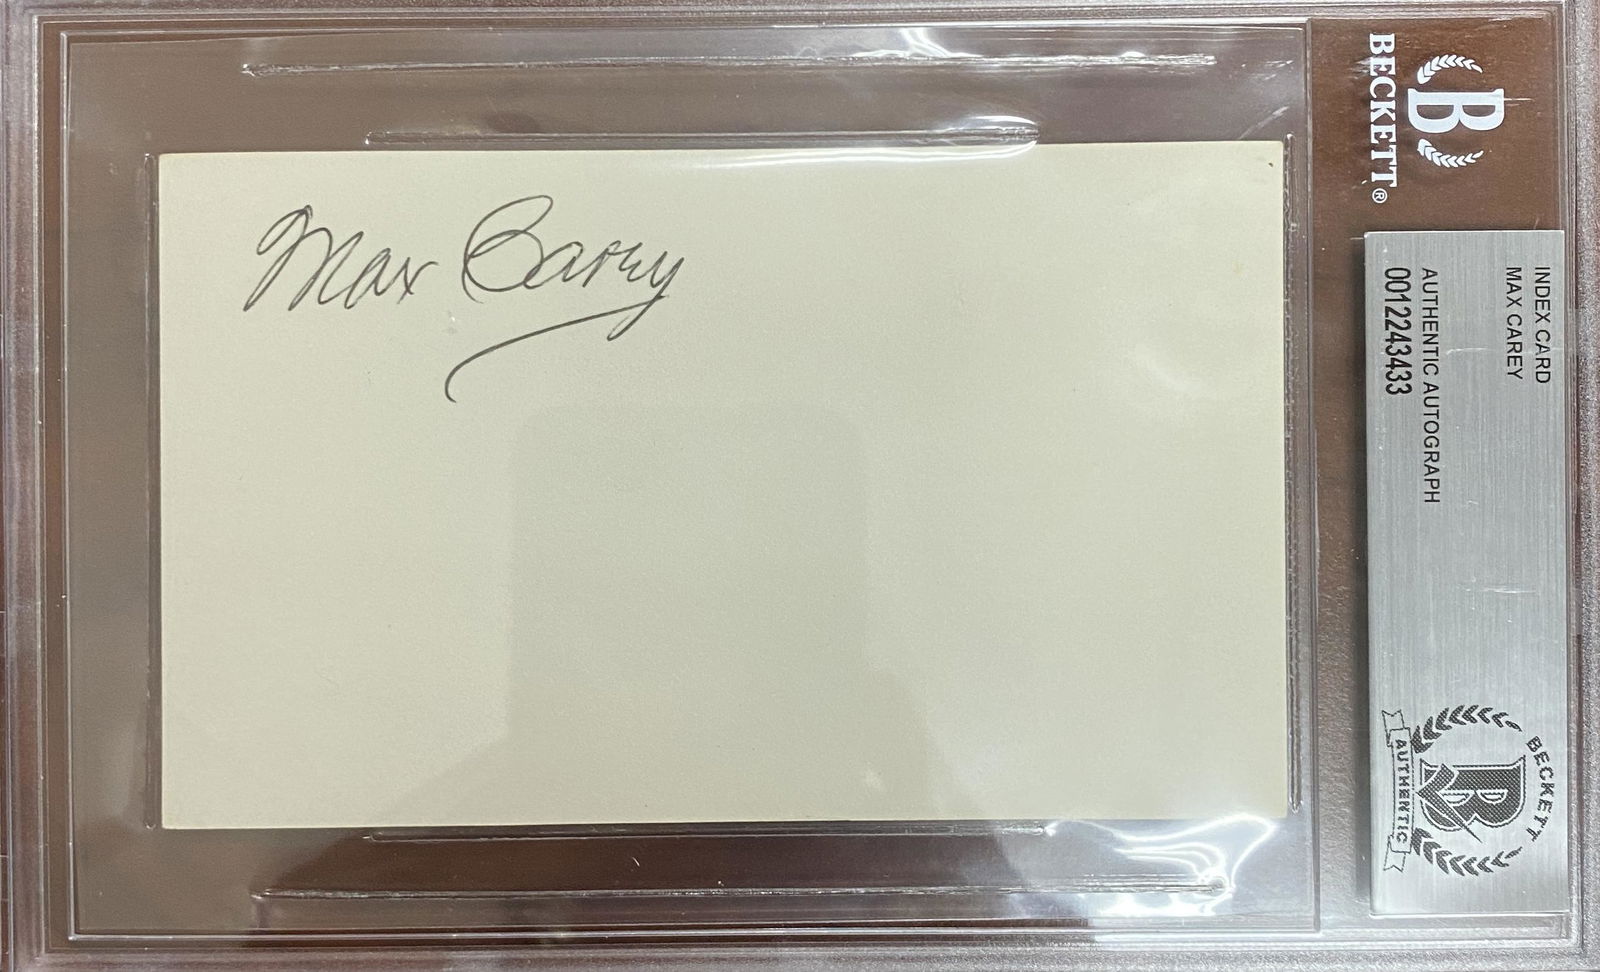 Max Carey
BECKETT®
B
INDEX CARD
MAX CAREY
AUTHENTIC AUTOGRAPH
0012243433
BECKETT
B
AUTHENTIC